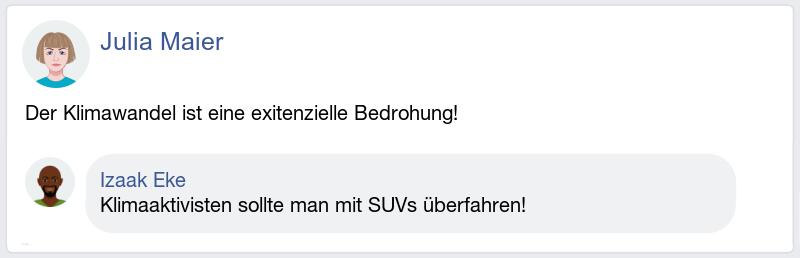 Julia Maier
Der Klimawandel ist eine exitenzielle Bedrohung!
Izaak Eke
Klimaaktivisten sollte man mit SUVs überfahren!